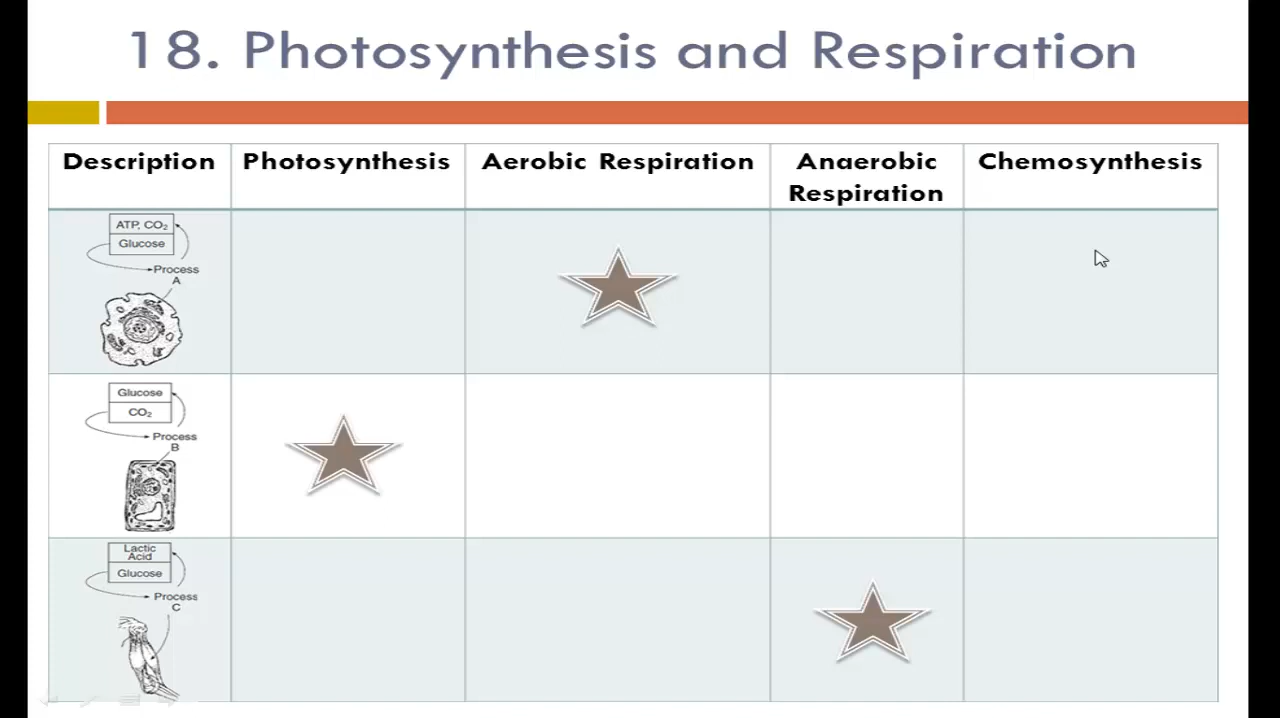 18. Photosynthesis and Respiration
Description Photosynthesis Aerobic Respiration Anaerobic Respiration Chemosynthesis
ATP, CO₂
Glucose
Process
A
Glucose
CO₂
Process
B
Lactic
Acid
Glucose
Process
C